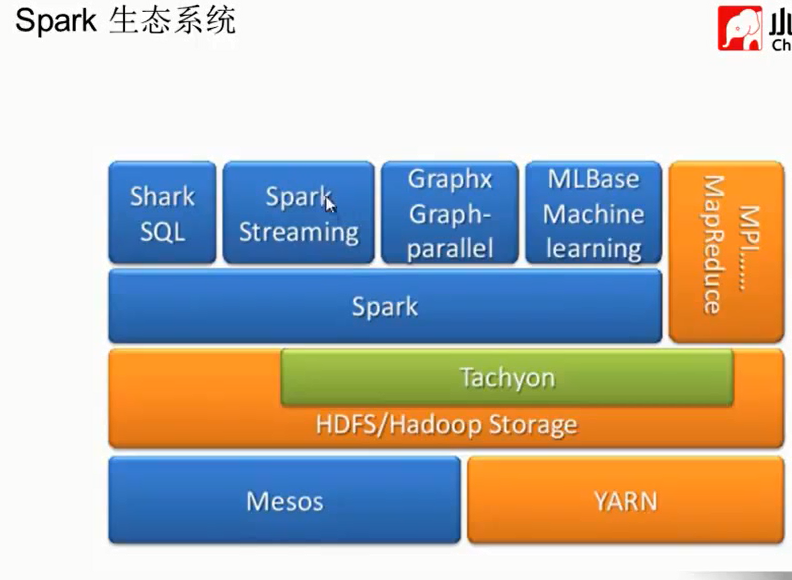 Spark 生态系统
Ch
Shark
SQL
Spark
Streaming
Graphx
Graph-
parallel
MLBase
Machine
learning
MPI......
MapReduce
Spark
Tachyon
HDFS/Hadoop Storage
Mesos
YARN